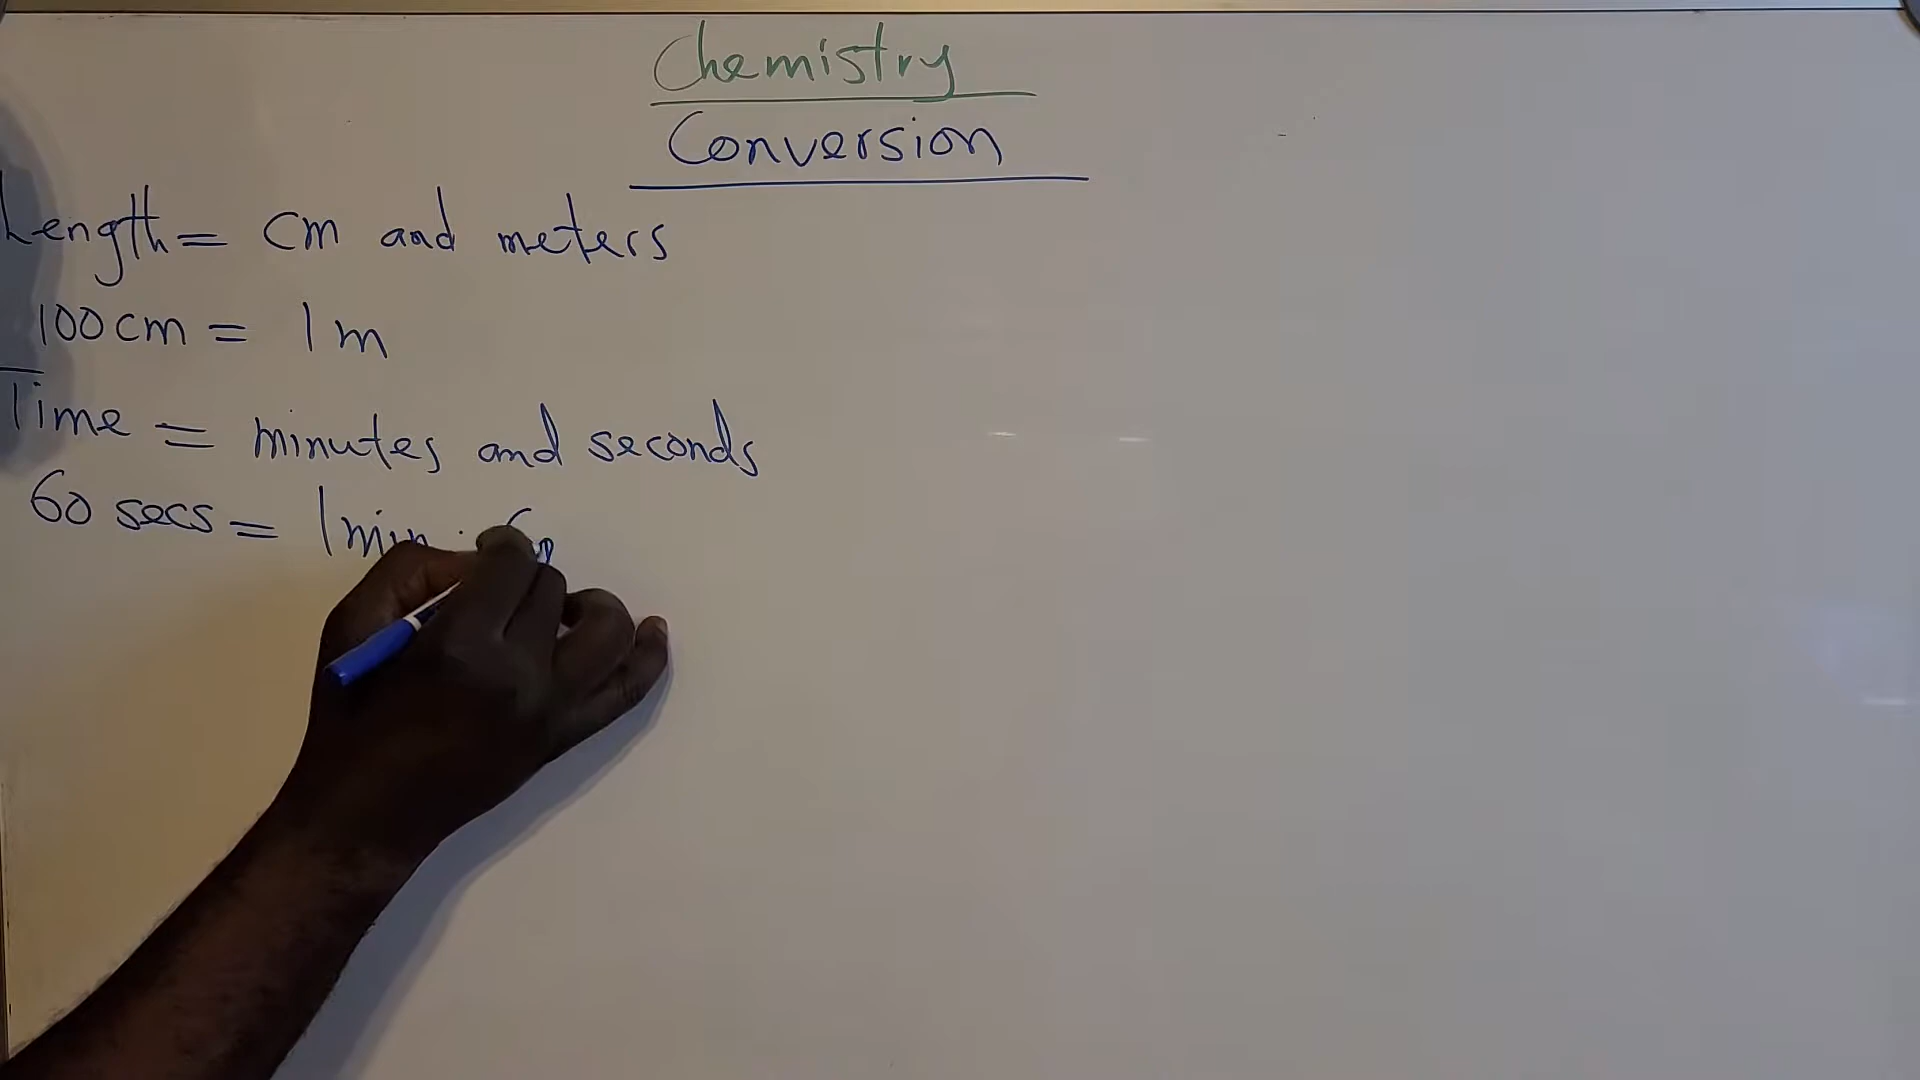 Chemistry
Conversion
Length = cm and meters
100 cm = 1 m
Time = minutes and seconds
60 secs = 1 min